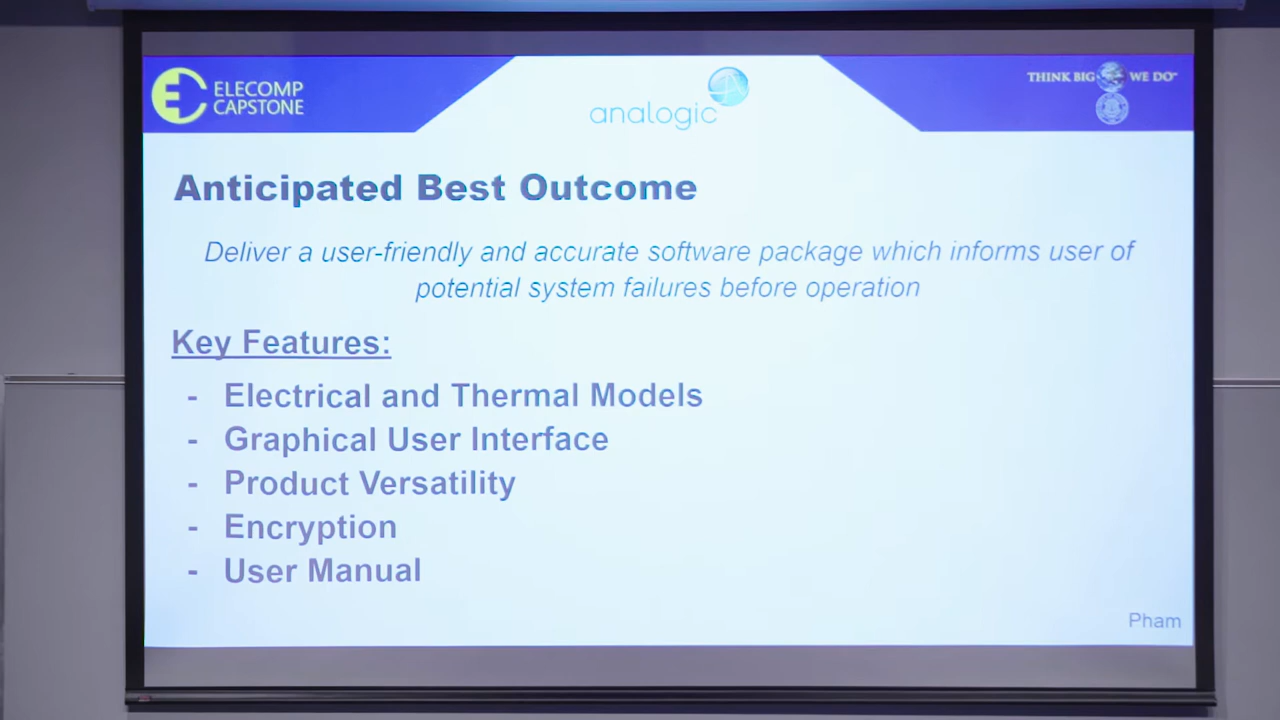 ELECOMP
CAPSTONE
analogic
THINK BIG WE DO
Anticipated Best Outcome
Deliver a user-friendly and accurate software package which informs user of
potential system failures before operation
Key Features:
- Electrical and Thermal Models
- Graphical User Interface
- Product Versatility
- Encryption
- User Manual
Pham